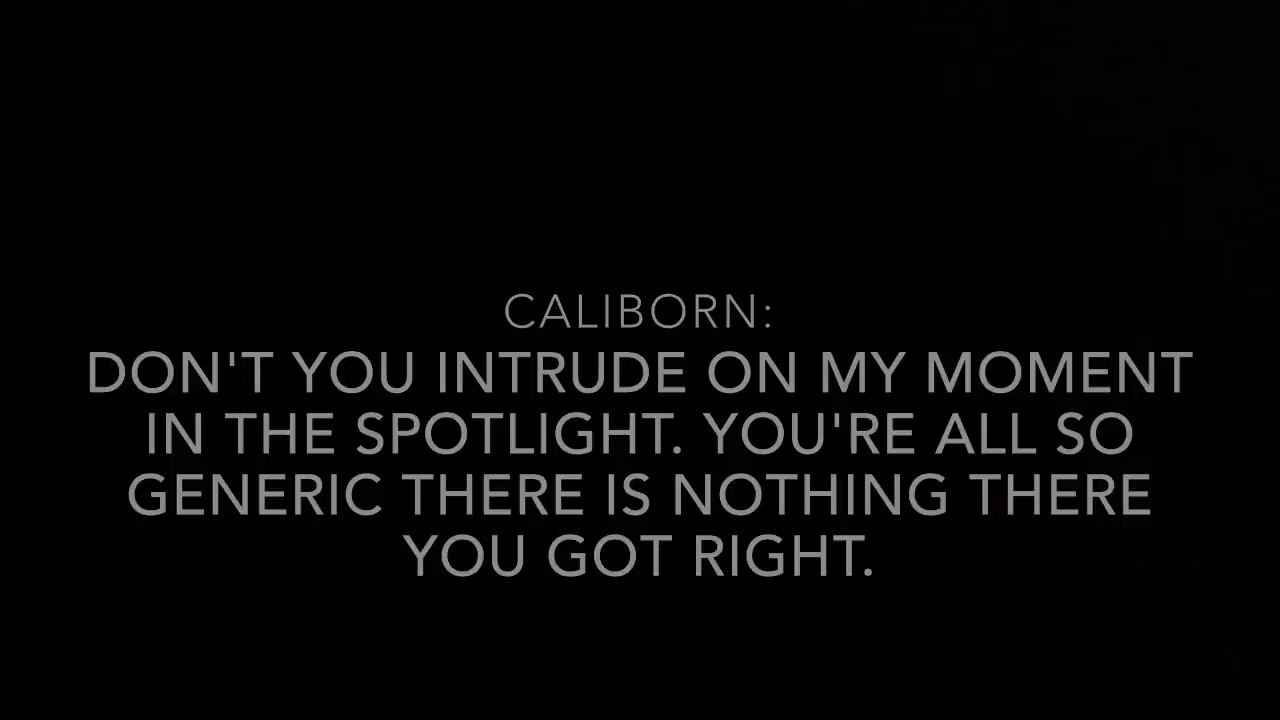 CALIBORN:
DON'T YOU INTRUDE ON MY MOMENT
IN THE SPOTLIGHT. YOU'RE ALL SO
GENERIC THERE IS NOTHING THERE
YOU GOT RIGHT.